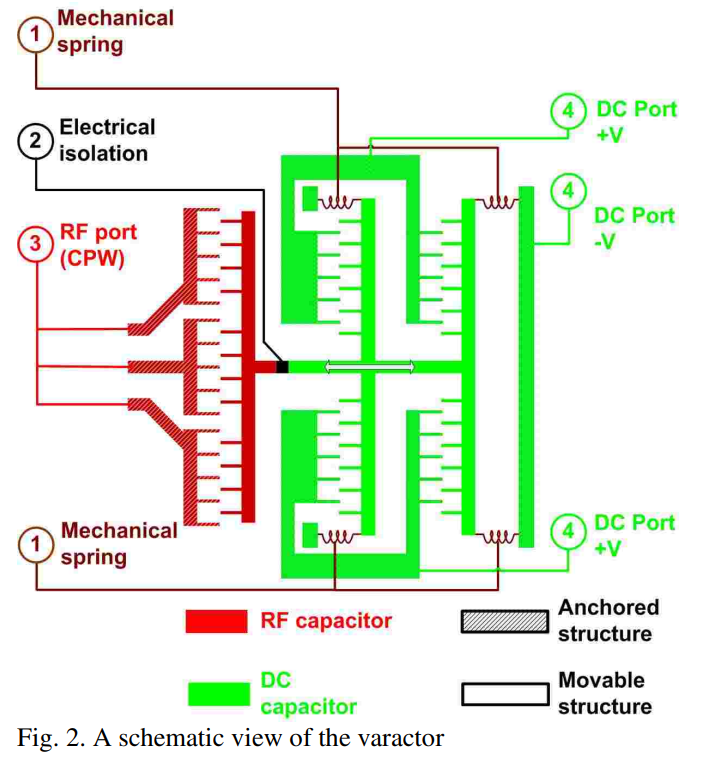 1 Mechanical
spring
2 Electrical
isolation
3 RF port
(CPW)
4 DC Port
+V
4 DC Port
-V
1 Mechanical
spring
4 DC Port
+V
RF capacitor
Anchored
structure
DC
capacitor
Movable
structure
Fig. 2. A schematic view of the varactor